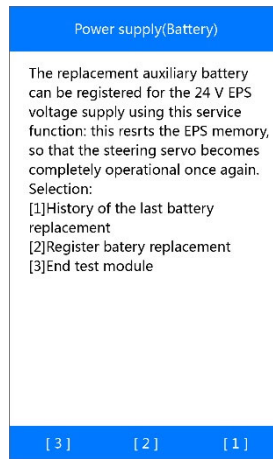 Power supply(Battery)
The replacement auxiliary battery
can be registered for the 24 V EPS
voltage supply using this service
function: this resrts the EPS memory,
so that the steering servo becomes
completely operational once again.
Selection:
[1]History of the last battery
replacement
[2]Register batery replacement
[3]End test module
[ 3 ] [ 2 ] [ 1 ]